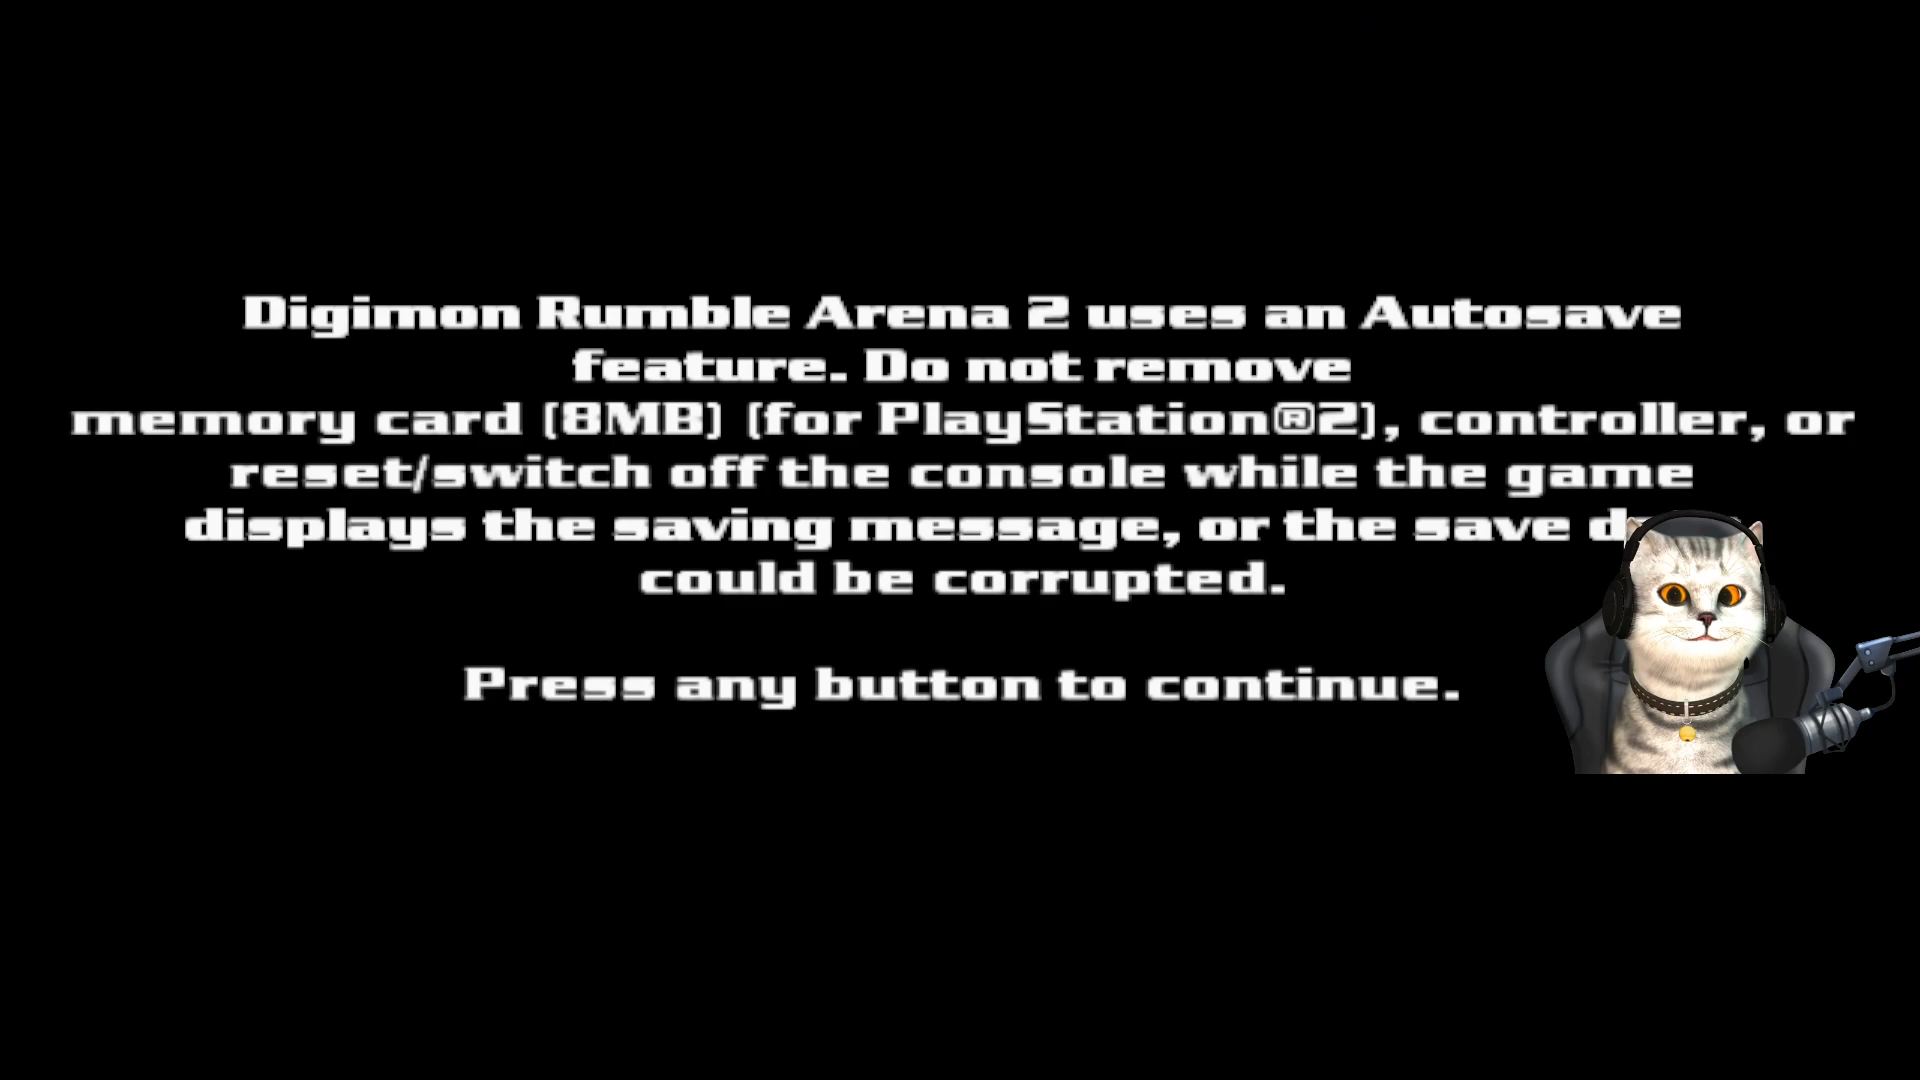 Digimon Rumble Arena 2 uses an Autosave
feature. Do not remove
memory card (8MB) (for PlayStation®2), controller, or
reset/switch off the console while the game
displays the saving message, or the save
could be corrupted.
Press any button to continue.